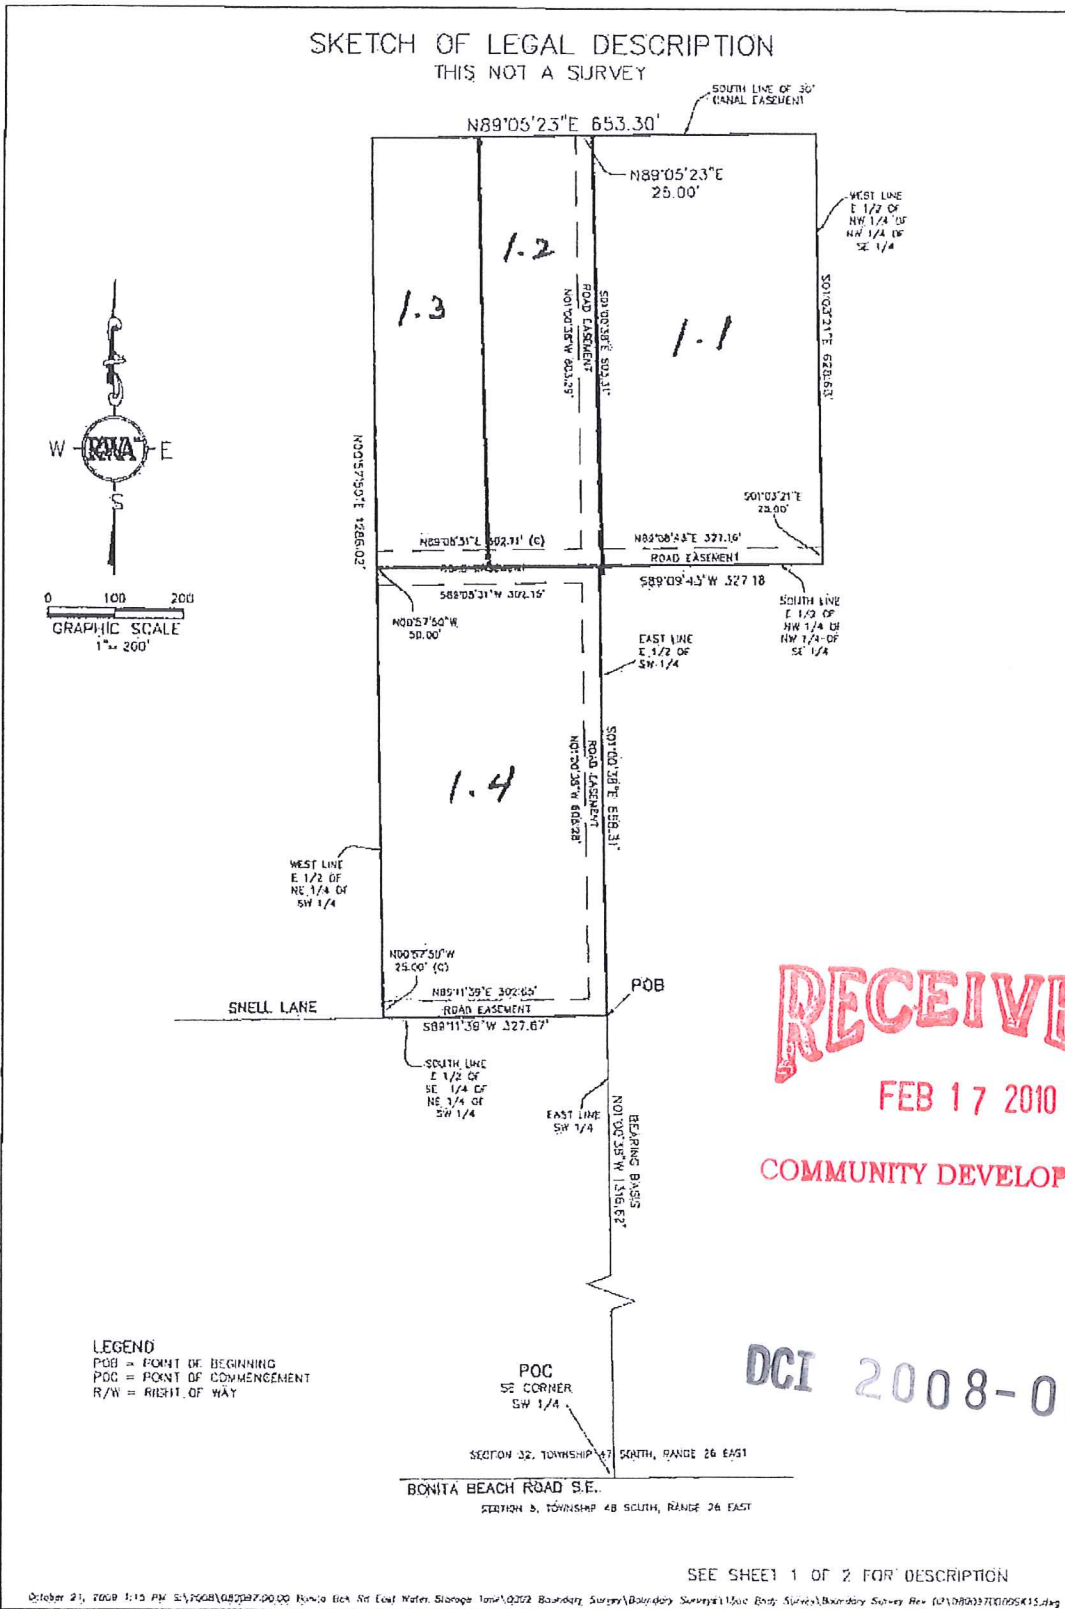 SKETCH OF LEGAL DESCRIPTION
THIS NOT A SURVEY
SOUTH LINE OF 30'
CANAL EASEMENT
N89°05'23"E 653.30'
N89°05'23"E
25.00'
WEST LINE
E 1/2 OF
NW 1/4 OF
NW 1/4 OF
SE 1/4
1.2
1.3
1.1
ROAD EASEMENT
N01°00'38"W 603.29'
S01°00'38"E 603.31'
S01°03'21"E 628.63'
W
E
S
N00°57'50"E 1286.02'
S01°03'21"E
25.00'
N89°08'31"E 302.11' (C)
N89°08'43"E 327.16'
ROAD EASEMENT
ROAD EASEMENT
S89°08'31"W 302.15'
S89°09'43"W 327.18
0 100 200
GRAPHIC SCALE
1"= 200'
N00°57'50"W
50.00'
SOUTH LINE
E 1/2 OF
NW 1/4 OF
NW 1/4 OF
SE 1/4
EAST LINE
E 1/2 OF
SW 1/4
1.4
ROAD EASEMENT
N01°00'38"W 606.28'
S01°00'38"E 658.31'
WEST LINE
E 1/2 OF
NE 1/4 OF
SW 1/4
N00°57'50"W
25.00' (C)
N89°11'39"E 302.65'
POB
SNELL LANE
ROAD EASEMENT
S89°11'39"W 327.67'
SOUTH LINE
E 1/2 OF
SE 1/4 OF
NE 1/4 OF
SW 1/4
EAST LINE
SW 1/4
BEARING BASIS
N01°00'38"W 1316.62'
RECEIVE
FEB 17 2010
COMMUNITY DEVELOP
LEGEND
POB = POINT OF BEGINNING
POC = POINT OF COMMENCEMENT
R/W = RIGHT OF WAY
POC
SE CORNER
SW 1/4
DCI 2008-0
SECTION 32, TOWNSHIP 47 SOUTH, RANGE 26 EAST
BONITA BEACH ROAD S.E.
SECTION 5, TOWNSHIP 48 SOUTH, RANGE 26 EAST
SEE SHEET 1 OF 2 FOR DESCRIPTION
October 21, 2009 1:15 PM